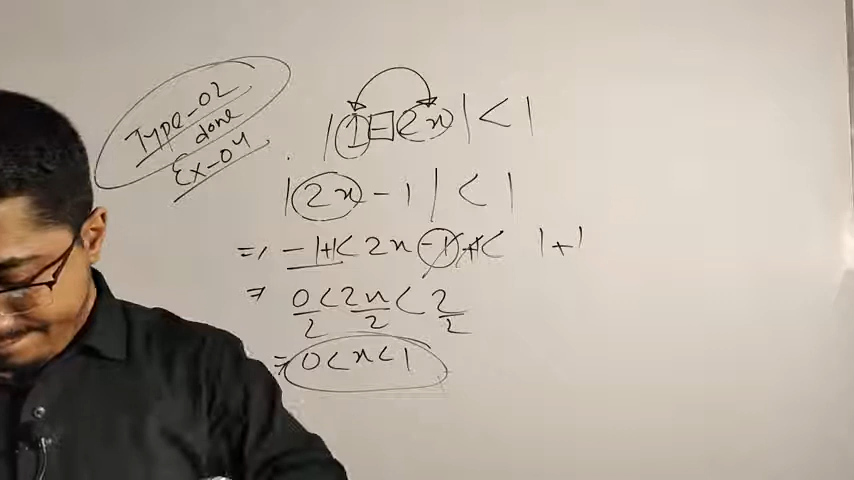 Type-02
done
Ex-04
|1-2x| < 1
|2x - 1| < 1
⇒ -1+1 < 2x -1 +1 < 1+1
⇒ 0/2 < 2x/2 < 2/2
⇒ 0 < x < 1